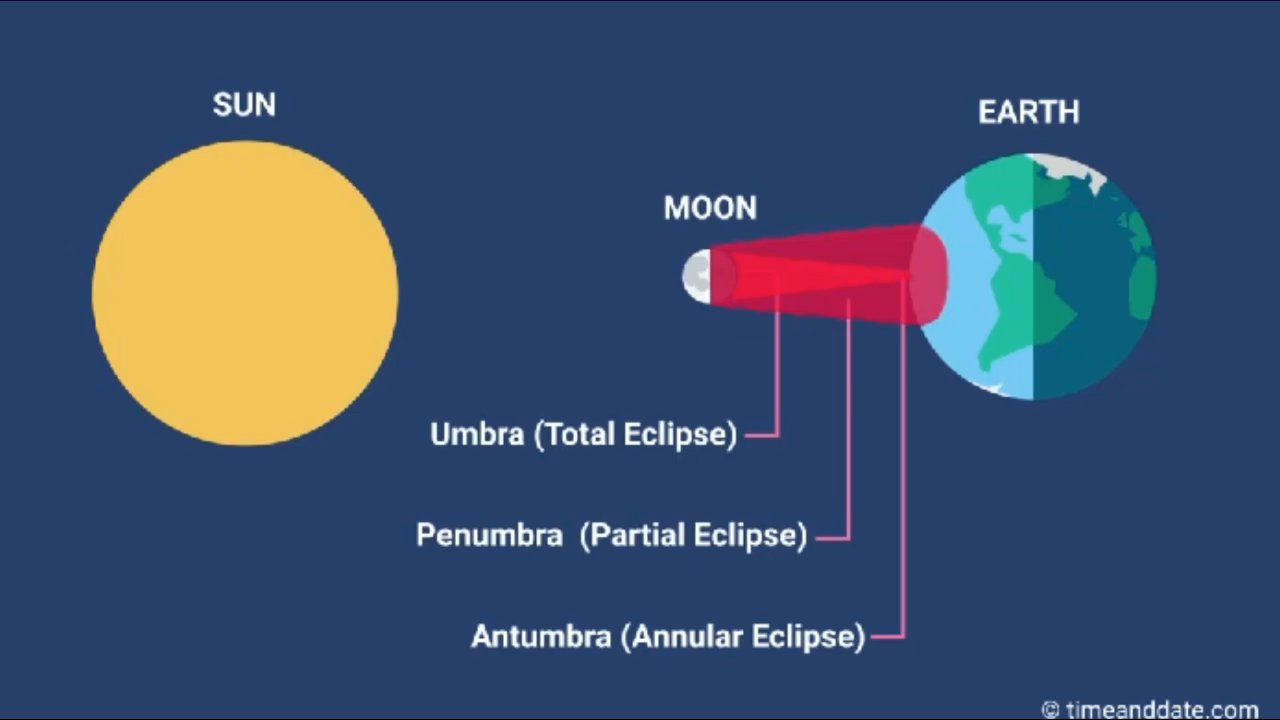 SUN
EARTH
MOON
Umbra (Total Eclipse)
Penumbra (Partial Eclipse)
Antumbra (Annular Eclipse)
© timeanddate.com